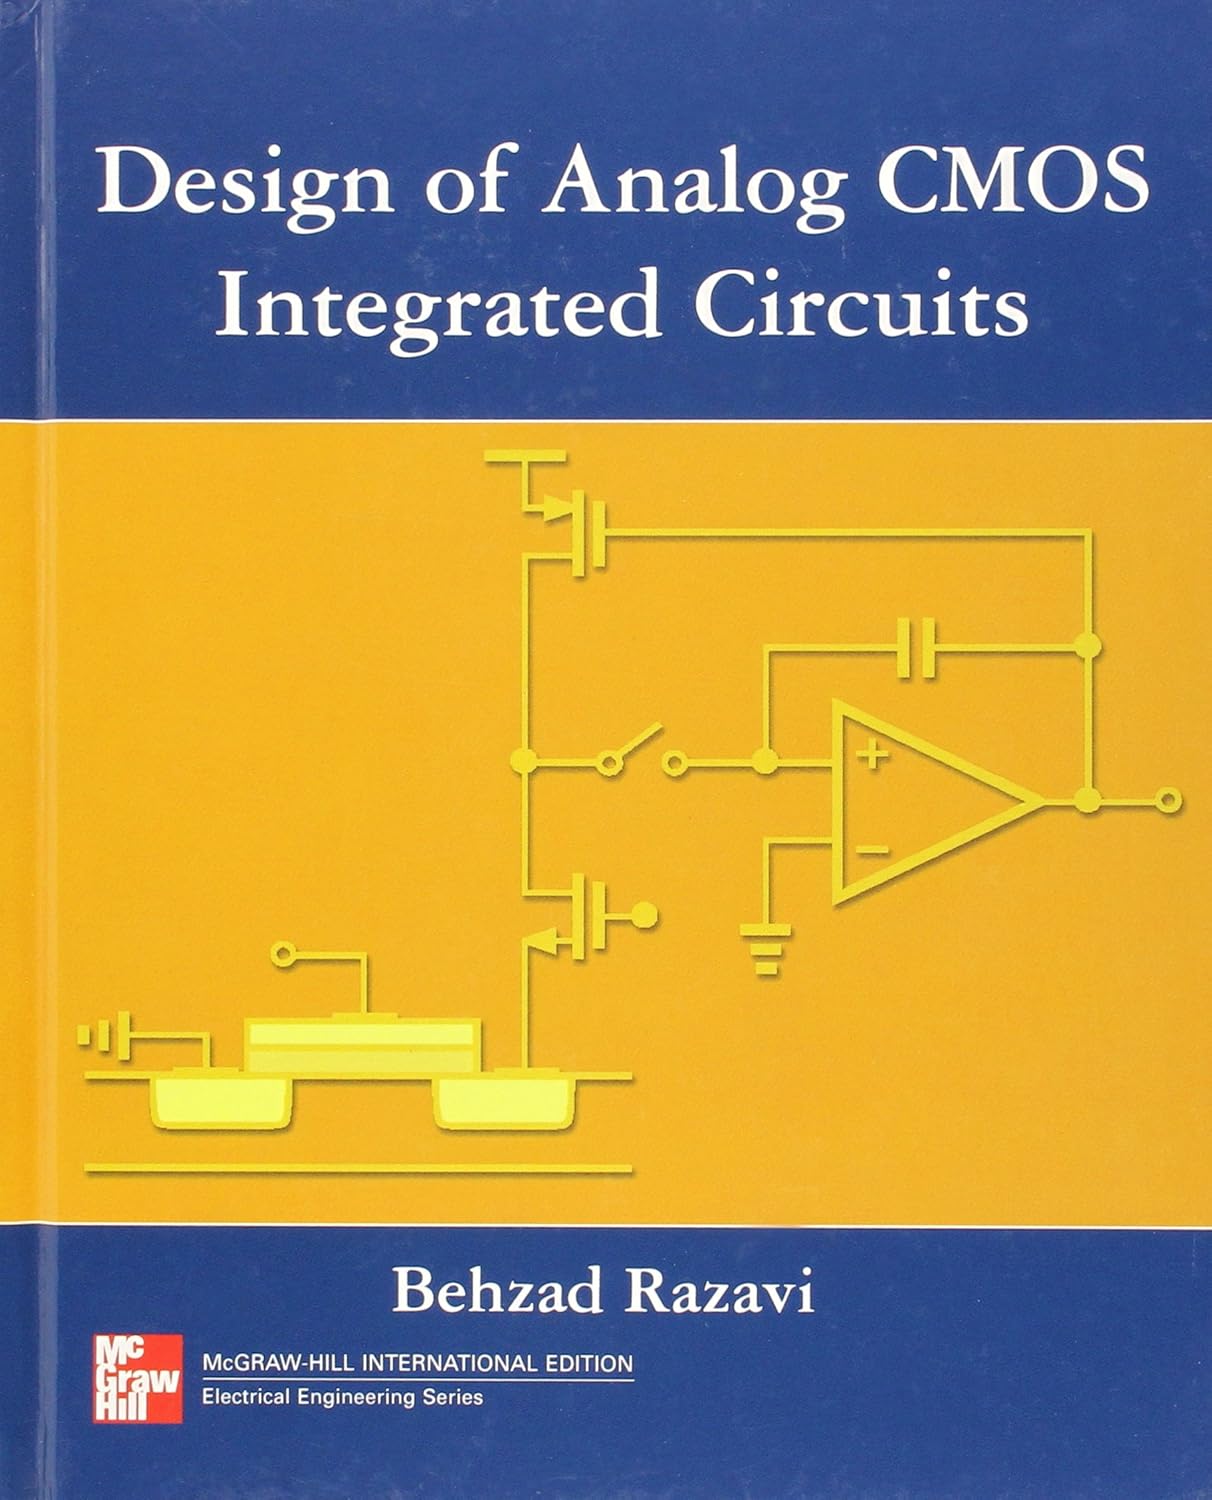 Design of Analog CMOS
Integrated Circuits
+
−
Behzad Razavi
Mc
Graw
Hill
McGRAW-HILL INTERNATIONAL EDITION
Electrical Engineering Series